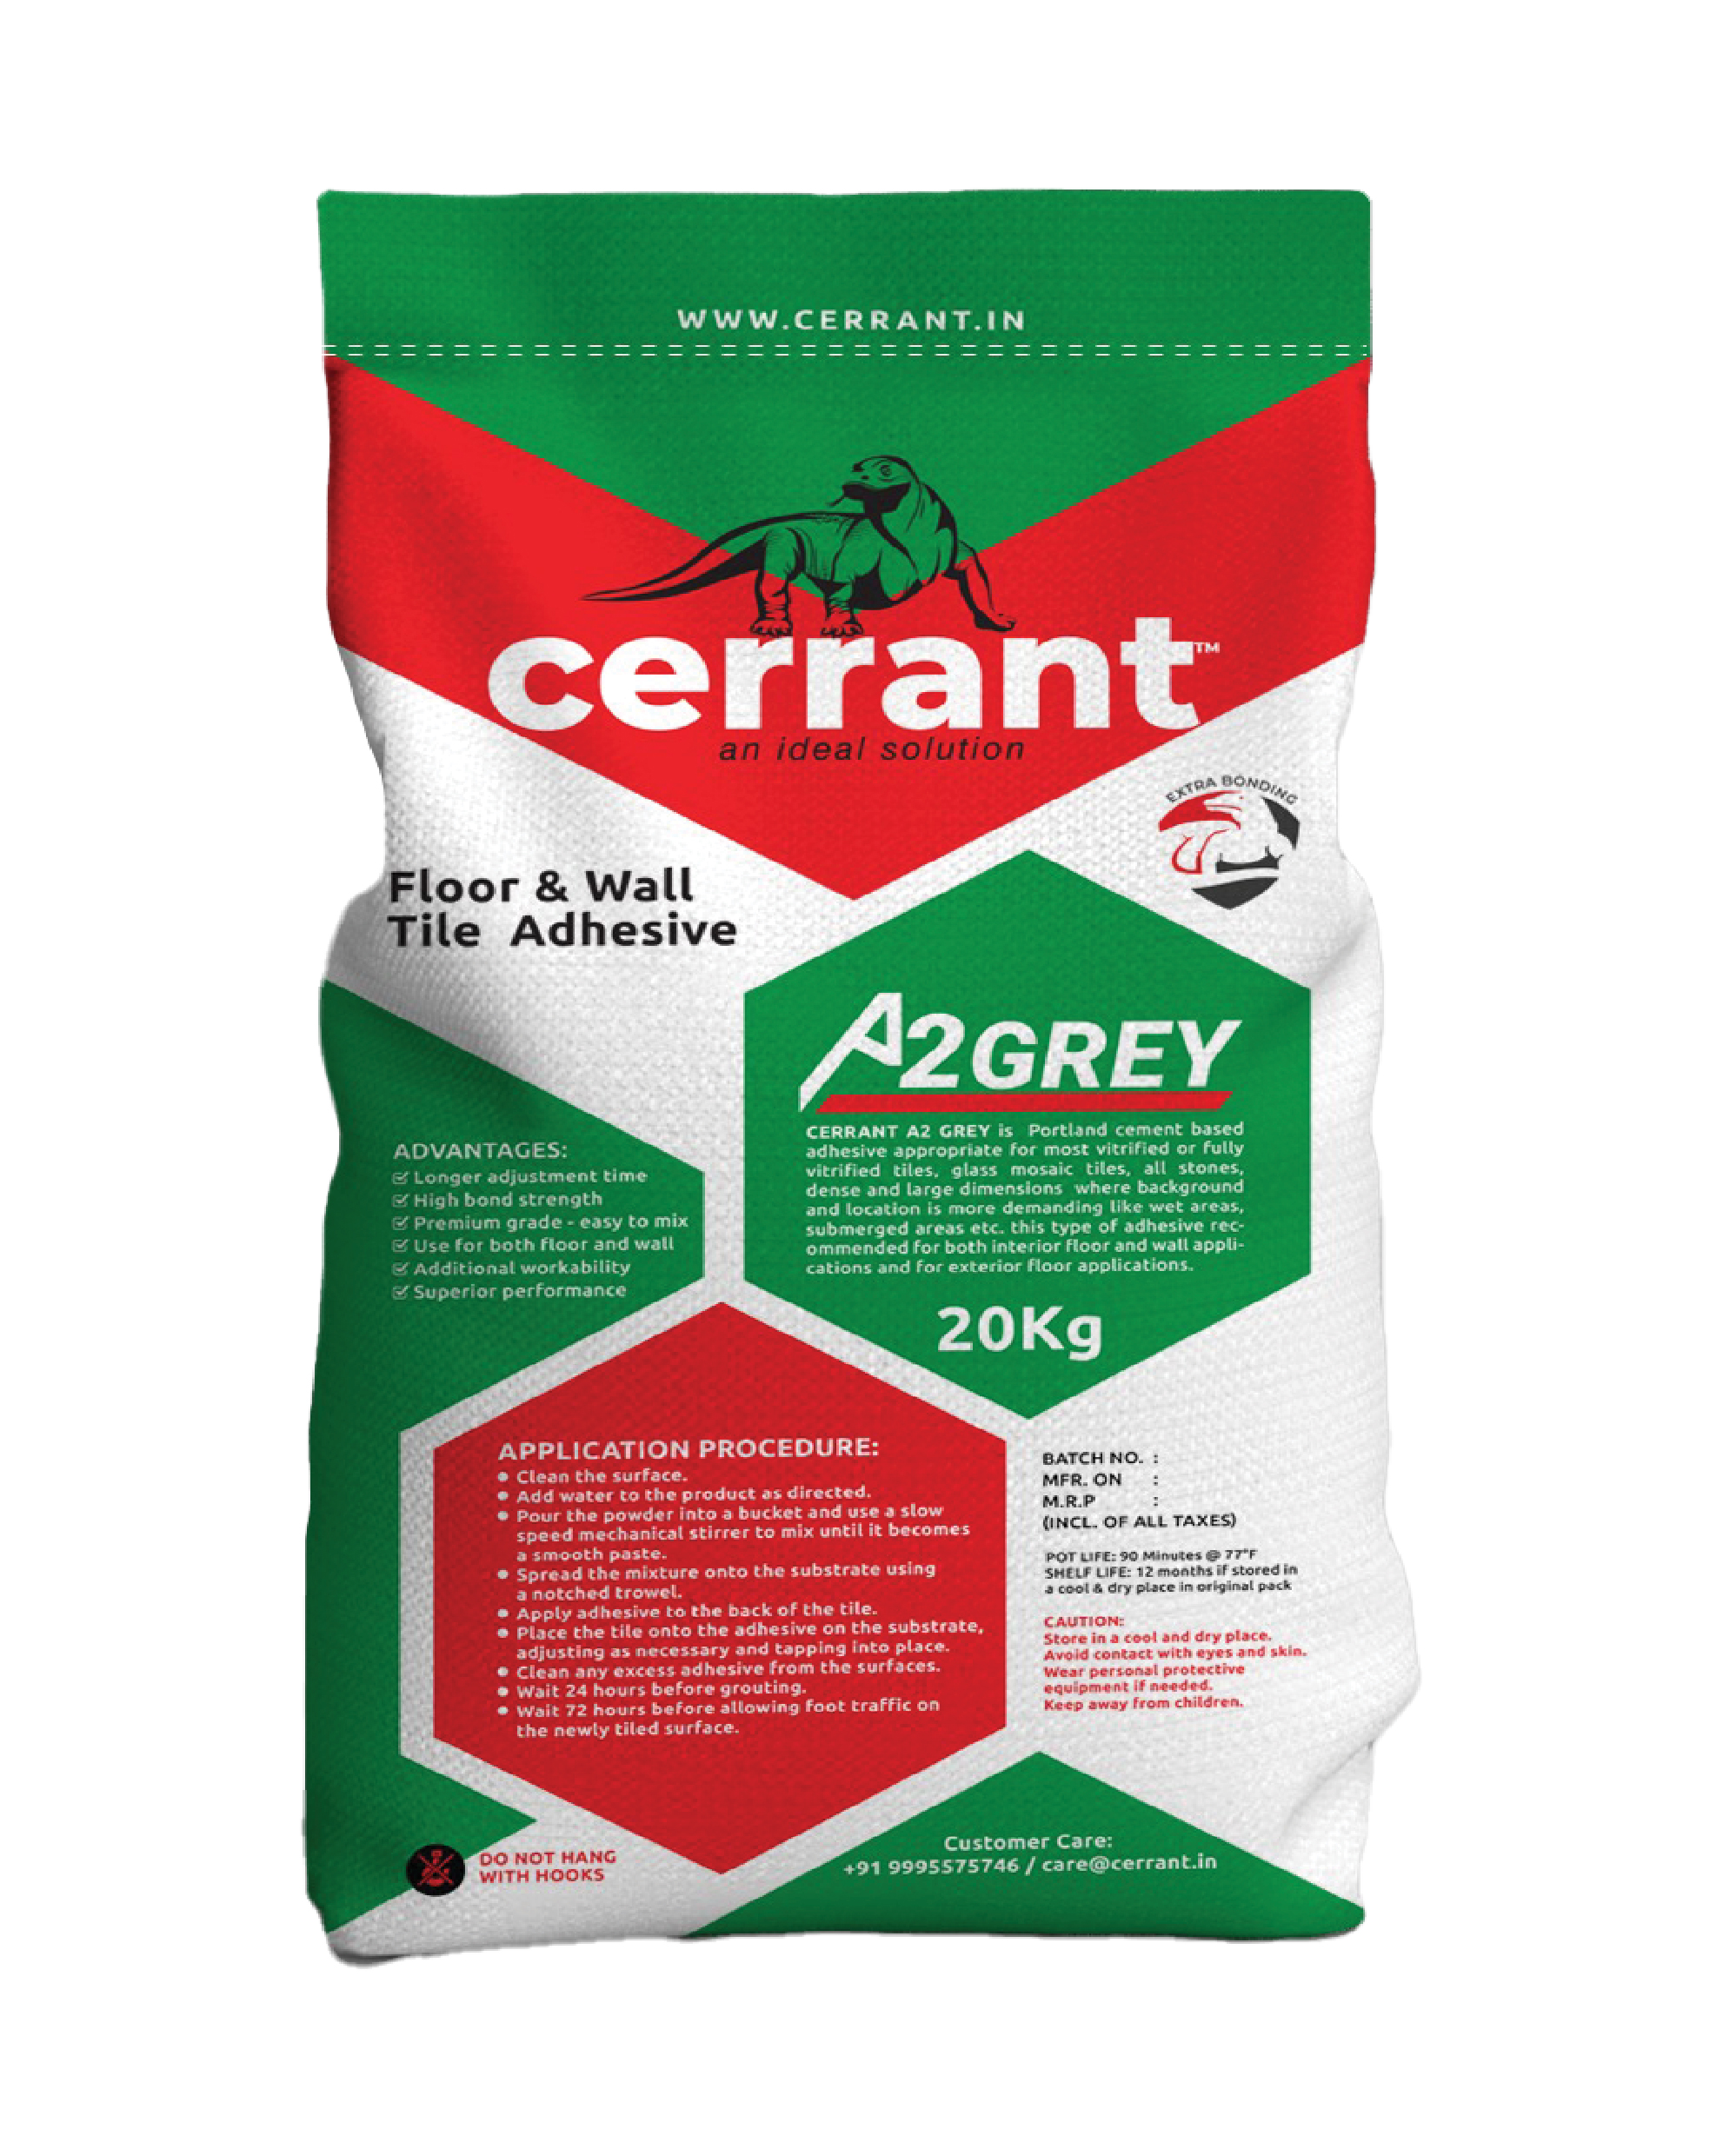 WWW.CERRANT.IN
cerrant™
an ideal solution
EXTRA BONDING
Floor & Wall
Tile Adhesive
A2GREY
CERRANT A2 GREY is Portland cement based
adhesive appropriate for most vitrified or fully
vitrified tiles, glass mosaic tiles, all stones,
dense and large dimensions where background
and location is more demanding like wet areas,
submerged areas etc. this type of adhesive rec-
ommended for both interior floor and wall appli-
cations and for exterior floor applications.
20Kg
ADVANTAGES:
Longer adjustment time
High bond strength
Premium grade - easy to mix
Use for both floor and wall
Additional workability
Superior performance
APPLICATION PROCEDURE:
• Clean the surface.
• Add water to the product as directed.
• Pour the powder into a bucket and use a slow
speed mechanical stirrer to mix until it becomes
a smooth paste.
• Spread the mixture onto the substrate using
a notched trowel.
• Apply adhesive to the back of the tile.
• Place the tile onto the adhesive on the substrate,
adjusting as necessary and tapping into place.
• Clean any excess adhesive from the surfaces.
• Wait 24 hours before grouting.
• Wait 72 hours before allowing foot traffic on
the newly tiled surface.
BATCH NO. :
MFR. ON :
M.R.P :
(INCL. OF ALL TAXES)
POT LIFE: 90 Minutes @ 77°F
SHELF LIFE: 12 months if stored in
a cool & dry place in original pack
CAUTION:
Store in a cool and dry place.
Avoid contact with eyes and skin.
Wear personal protective
equipment if needed.
Keep away from children.
DO NOT HANG
WITH HOOKS
Customer Care:
+91 9995575746 / care@cerrant.in